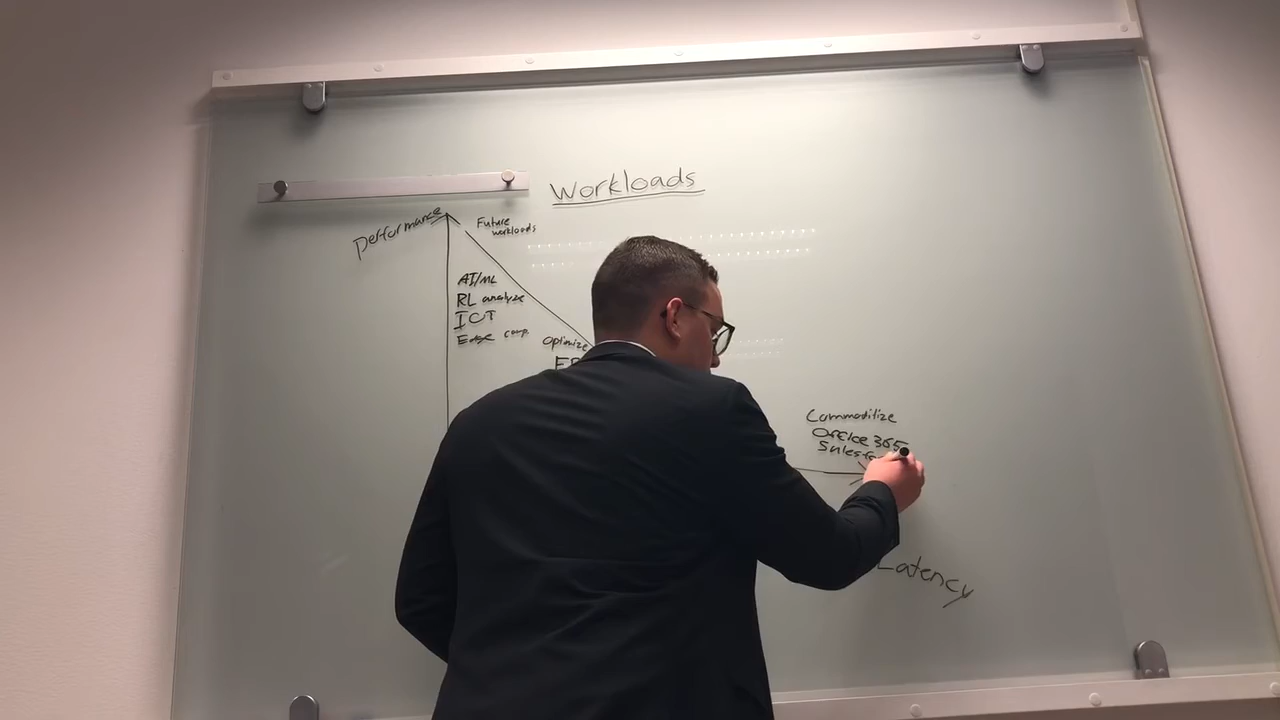 Workloads
Performance
Future
workloads
AI/ML
RL analyze
IOT
Edge comp.
Optimize
Commoditize
Office 365
Latency